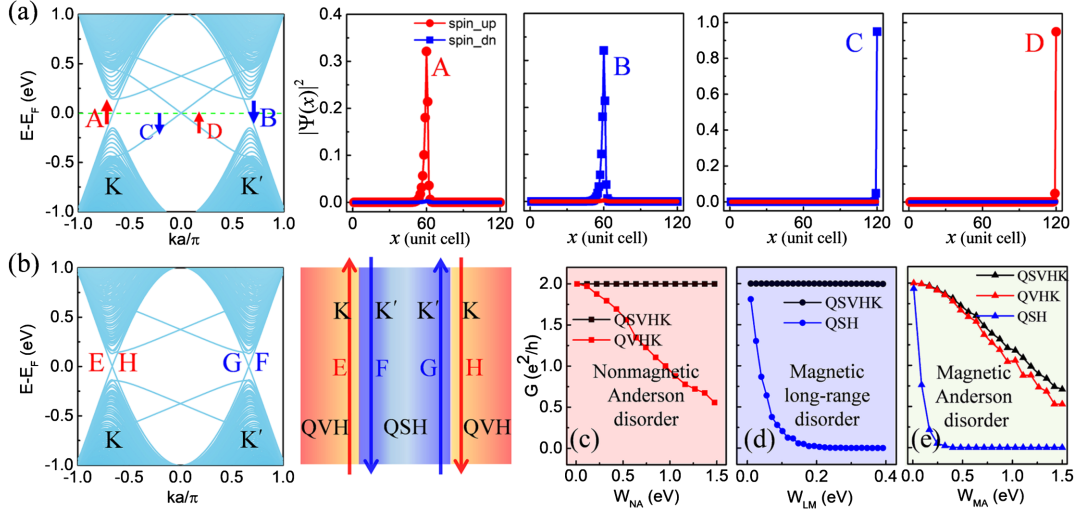 (a)
E-E_F (eV)
1.0
0.5
0.0
-0.5
-1.0
A
C
D
B
K
K′
-1.0 -0.5 0.0 0.5 1.0
ka/π
|Ψ(x)|²
0.4
0.3
0.2
0.1
0.0
spin_up
spin_dn
A
0 60 120
x (unit cell)
B
0 60 120
x (unit cell)
1.0
0.8
0.6
0.4
0.2
0.0
C
0 60 120
x (unit cell)
D
0 60 120
x (unit cell)
(b)
E-E_F (eV)
1.0
0.5
0.0
-0.5
-1.0
E H
G F
K
K′
-1.0 -0.5 0.0 0.5 1.0
ka/π
K K′ K′ K
E F G H
QVH QSH QVH
G (e²/h)
2.0
1.5
1.0
0.5
0.0
QSVHK
QVHK
Nonmagnetic
Anderson
disorder
(c)
0.0 0.5 1.0 1.5
W_NA (eV)
QSVHK
QSH
Magnetic
long-range
disorder
(d)
0.0 0.2 0.4
W_LM (eV)
QSVHK
QVHK
QSH
Magnetic
Anderson
disorder
(e)
0.0 0.5 1.0 1.5
W_MA (eV)